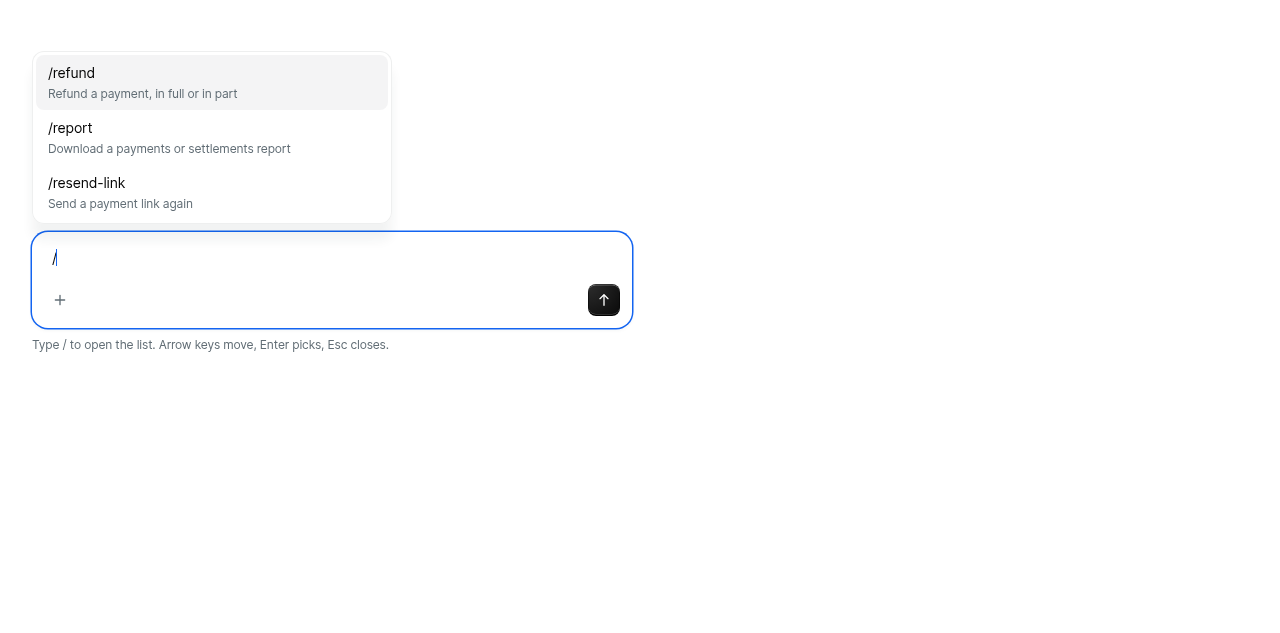 /refund
Refund a payment, in full or in part
/report
Download a payments or settlements report
/resend-link
Send a payment link again
/
Type / to open the list. Arrow keys move, Enter picks, Esc closes.